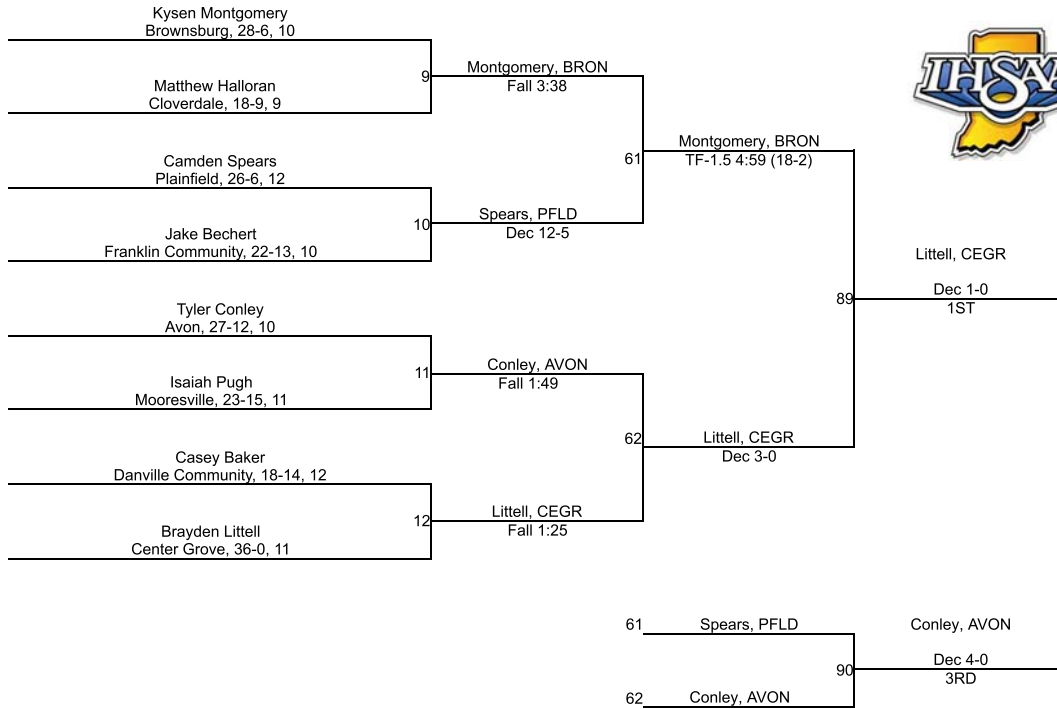 Kysen Montgomery
Brownsburg, 28-6, 10
Matthew Halloran
Cloverdale, 18-9, 9
9
Montgomery, BRON
Fall 3:38
Camden Spears
Plainfield, 26-6, 12
Jake Bechert
Franklin Community, 22-13, 10
10
Spears, PFLD
Dec 12-5
61
Montgomery, BRON
TF-1.5 4:59 (18-2)
Tyler Conley
Avon, 27-12, 10
Isaiah Pugh
Mooresville, 23-15, 11
11
Conley, AVON
Fall 1:49
Casey Baker
Danville Community, 18-14, 12
Brayden Littell
Center Grove, 36-0, 11
12
Littell, CEGR
Fall 1:25
62
Littell, CEGR
Dec 3-0
89
Littell, CEGR
Dec 1-0
1ST
IHSAA
61
Spears, PFLD
62
Conley, AVON
90
Conley, AVON
Dec 4-0
3RD